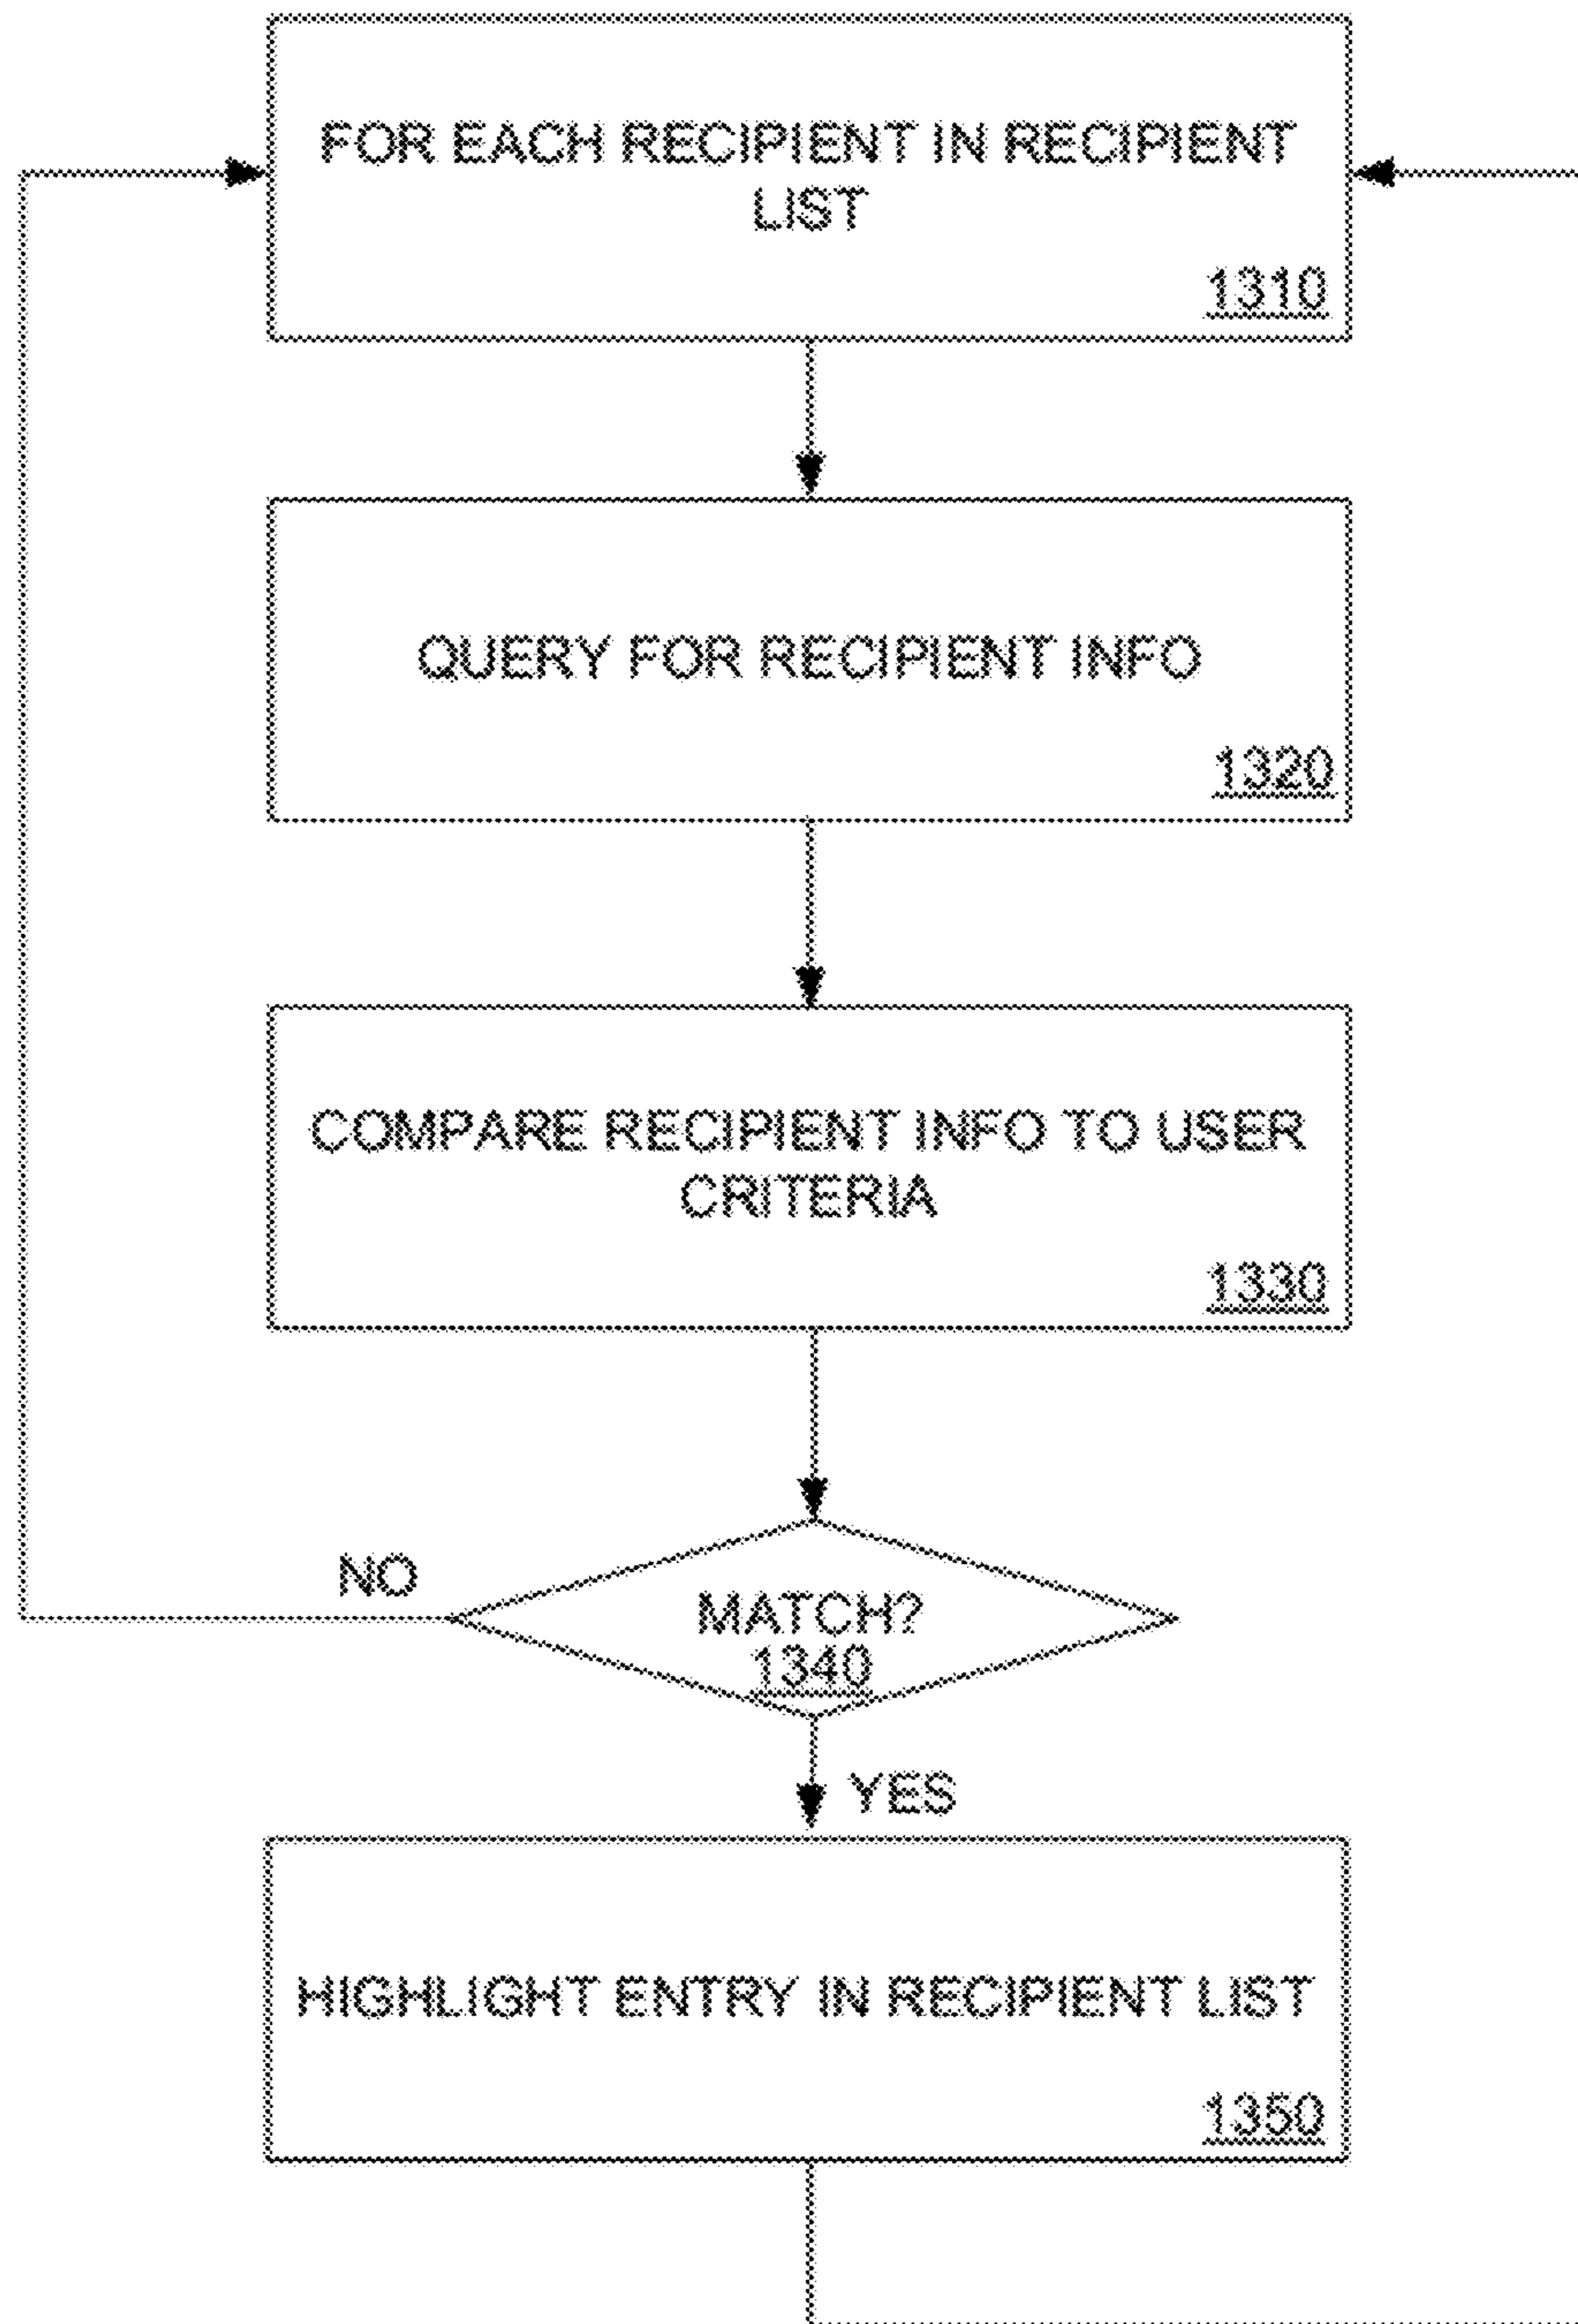 FOR EACH RECIPIENT IN RECIPIENT
LIST
1310
QUERY FOR RECIPIENT INFO
1320
COMPARE RECIPIENT INFO TO USER
CRITERIA
1330
NO
MATCH?
1340
YES
HIGHLIGHT ENTRY IN RECIPIENT LIST
1350